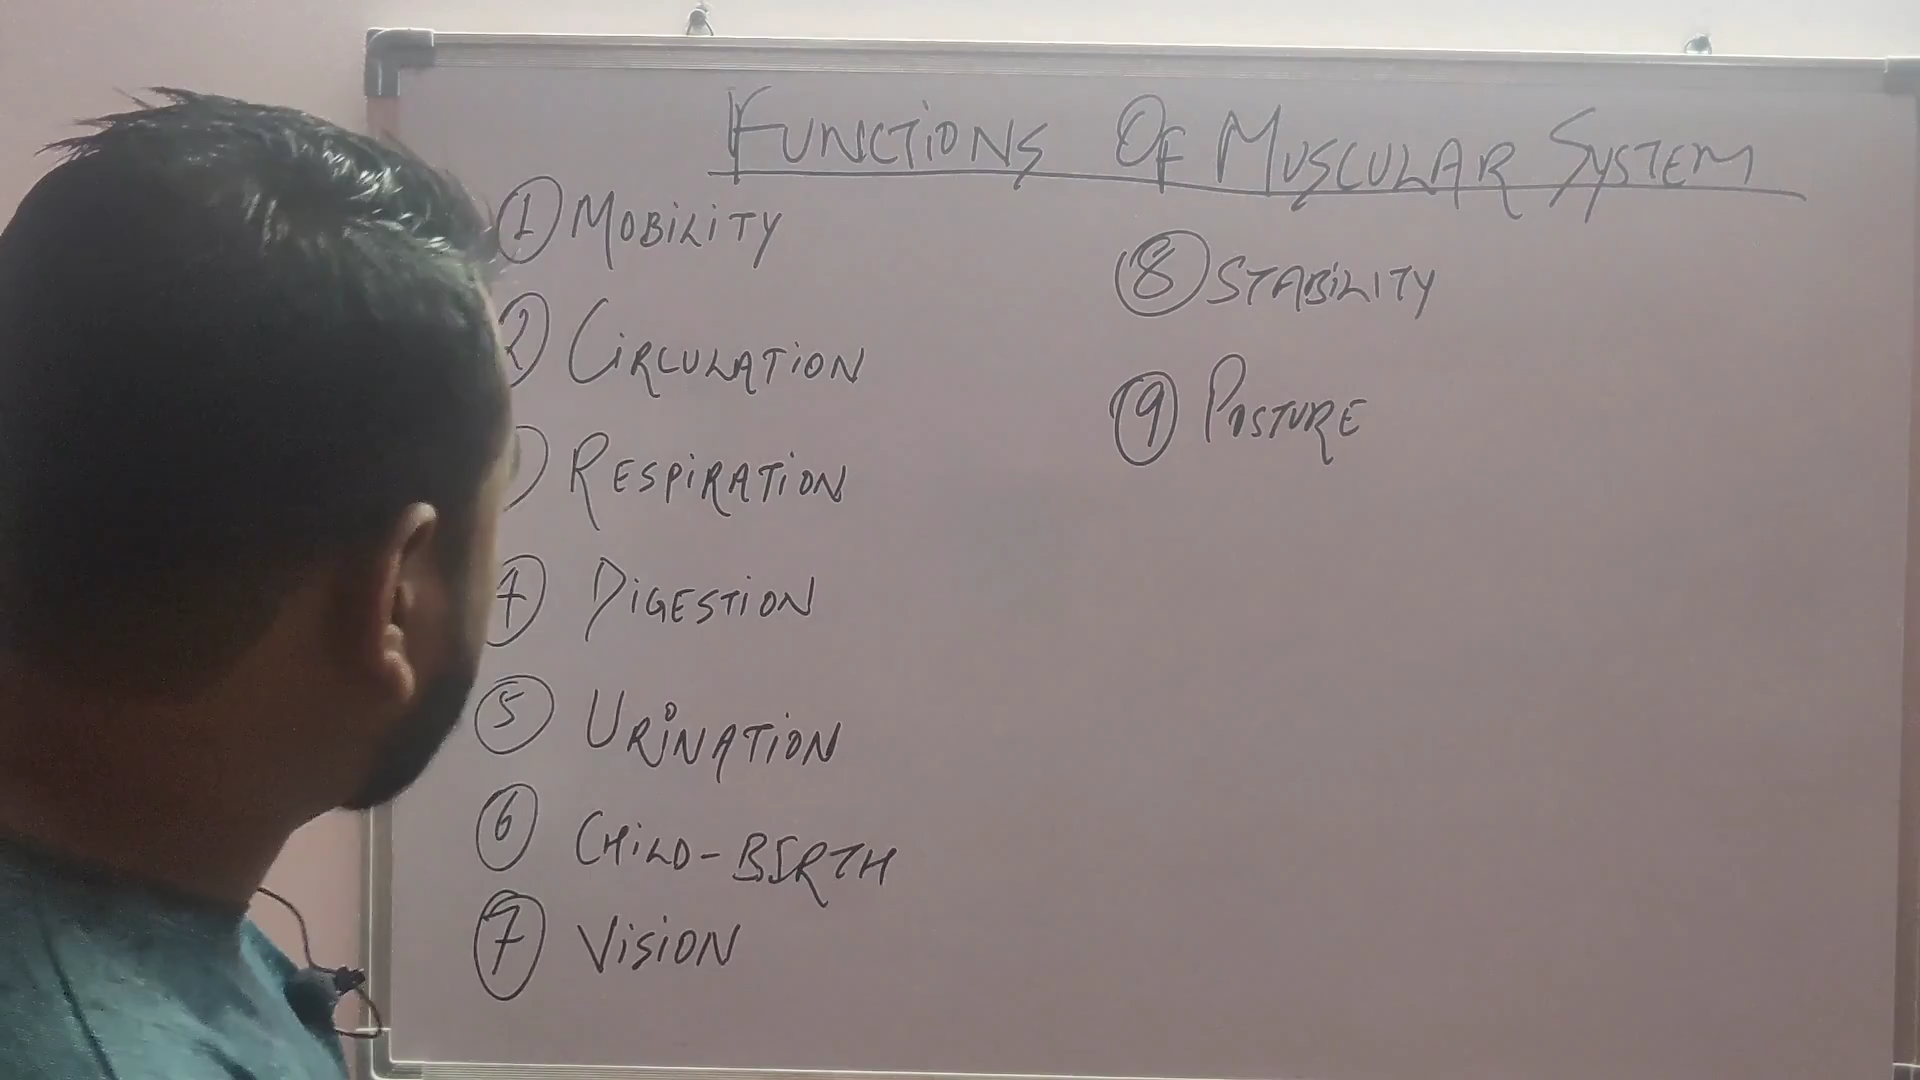 FUNCTIONS OF MUSCULAR SYSTEM
1 MOBILITY
2 CIRCULATION
RESPIRATION
4 DIGESTION
5 URINATION
6 CHILD-BIRTH
7 VISION
8 STABILITY
9 POSTURE